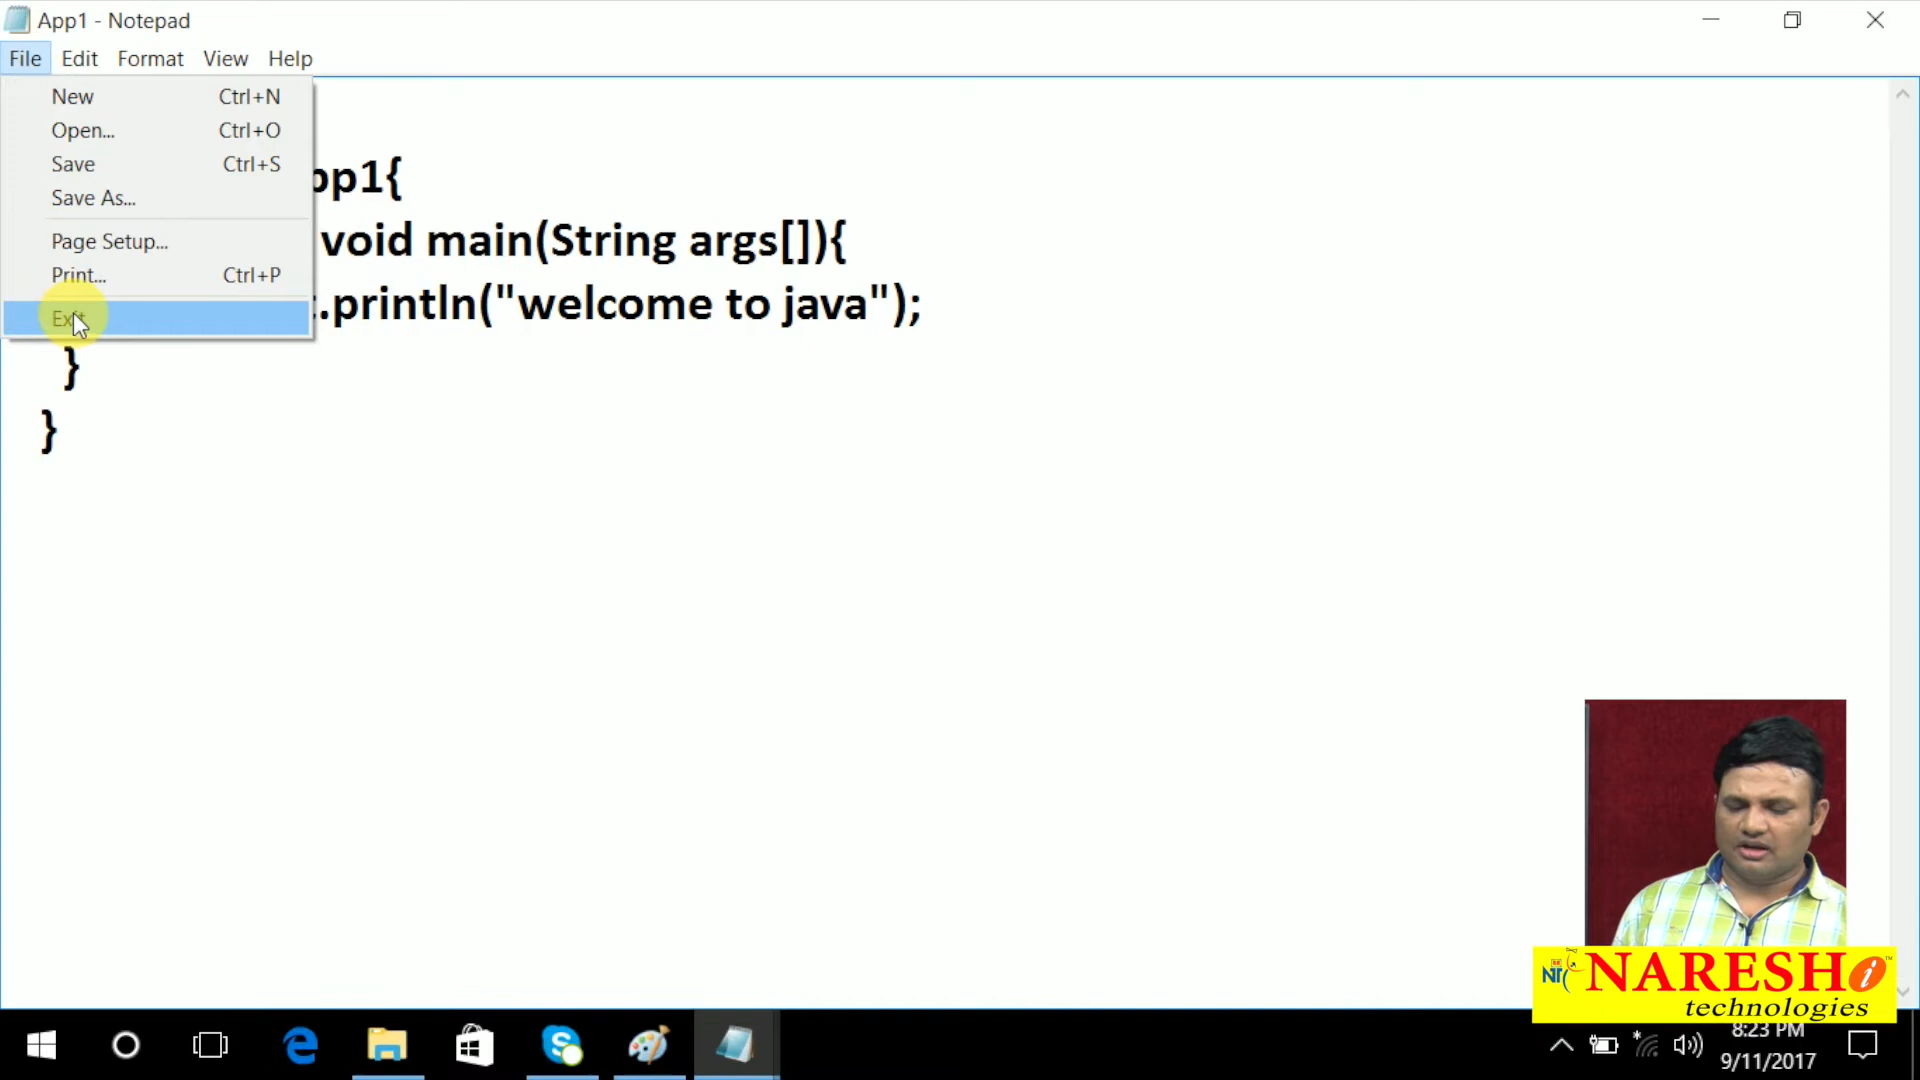 App1 - Notepad
File Edit Format View Help
New Ctrl+N
Open... Ctrl+O
Save Ctrl+S
Save As...
Page Setup...
Print... Ctrl+P
Exit
pp1{
void main(String args[]){
.println("welcome to java");
}
}
NARESH i
technologies
8:23 PM
9/11/2017